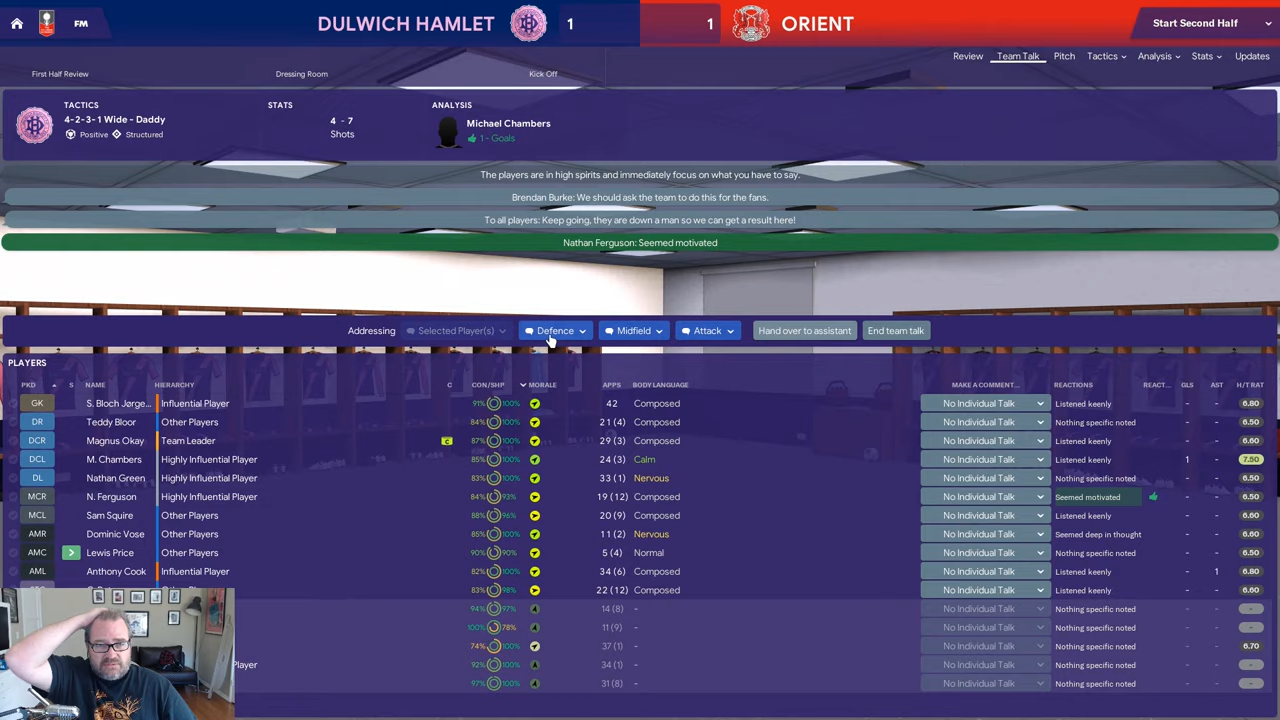 FM
DULWICH HAMLET
1
1
ORIENT
Start Second Half
Review
Team Talk
Pitch
Tactics
Analysis
Stats
Updates
First Half Review
Dressing Room
Kick Off
TACTICS
4-2-3-1 Wide - Daddy
Positive
Structured
STATS
4 - 7
Shots
ANALYSIS
Michael Chambers
1 - Goals
The players are in high spirits and immediately focus on what you have to say.
Brendan Burke: We should ask the team to do this for the fans.
To all players: Keep going, they are down a man so we can get a result here!
Nathan Ferguson: Seemed motivated
Addressing
Selected Player(s)
Defence
Midfield
Attack
Hand over to assistant
End team talk
PLAYERS
PKD S NAME HIERARCHY C CON/SHP MORALE APPS BODY LANGUAGE MAKE A COMMENT... REACTIONS REACT... GLS AST H/T RAT
GK S. Bloch Jørge... Influential Player 91% 100% 42 Composed No Individual Talk Listened keenly - - 6.80
DR Teddy Bloor Other Players 84% 100% 21 (4) Composed No Individual Talk Nothing specific noted - - 6.50
DCR Magnus Okay Team Leader C 87% 100% 29 (3) Composed No Individual Talk Listened keenly - - 6.60
DCL M. Chambers Highly Influential Player 85% 100% 24 (3) Calm No Individual Talk Listened keenly 1 - 7.50
DL Nathan Green Highly Influential Player 83% 100% 33 (1) Nervous No Individual Talk Nothing specific noted - - 6.50
MCR N. Ferguson Highly Influential Player 84% 93% 19 (12) Composed No Individual Talk Seemed motivated - - 6.50
MCL Sam Squire Other Players 88% 96% 20 (9) Composed No Individual Talk Listened keenly - - 6.60
AMR Dominic Vose Other Players 85% 100% 11 (2) Nervous No Individual Talk Seemed deep in thought - - 6.60
AMC Lewis Price Other Players 90% 90% 5 (4) Normal No Individual Talk Nothing specific noted - - 6.50
AML Anthony Cook Influential Player 82% 100% 34 (6) Composed No Individual Talk Listened keenly - 1 6.80
83% 98% 22 (12) Composed No Individual Talk Listened keenly - - 6.60
94% 97% 14 (8) - No Individual Talk Nothing specific noted - - -
100% 78% 11 (9) - No Individual Talk Nothing specific noted - - -
74% 100% 37 (1) - No Individual Talk Nothing specific noted - - 6.70
Player 92% 100% 34 (1) - No Individual Talk Nothing specific noted - - -
97% 100% 31 (8) - No Individual Talk Nothing specific noted - - -